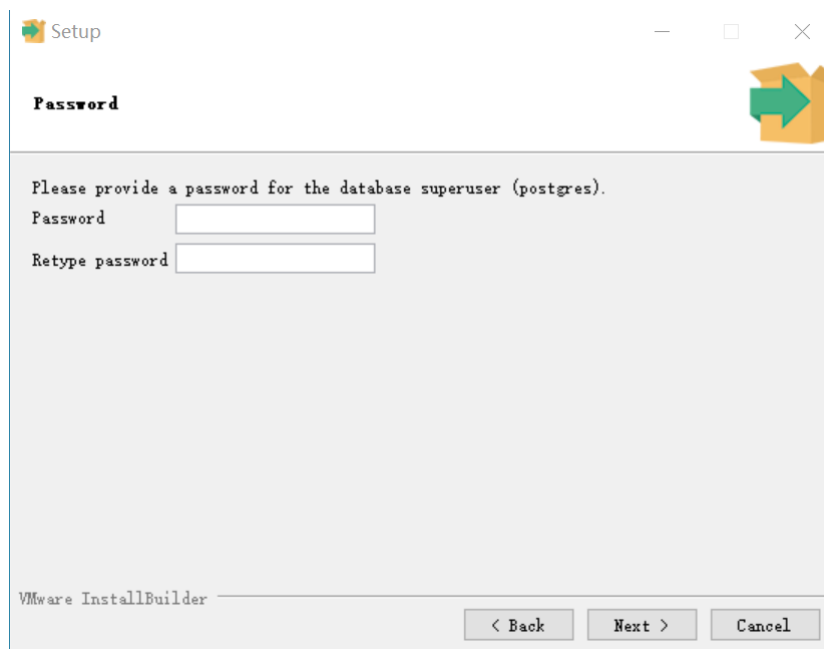 Setup
Password
Please provide a password for the database superuser (postgres).
Password
Retype password
VMware InstallBuilder
< Back
Next >
Cancel